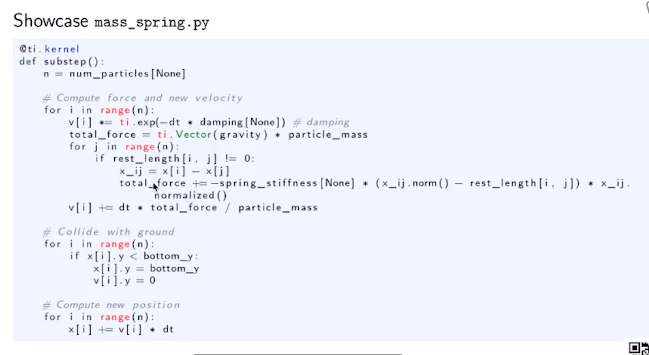 Showcase mass_spring.py
@ti.kernel
def substep():
n = num_particles[None]
# Compute force and new velocity
for i in range(n):
v[i] *= ti.exp(-dt * damping[None]) # damping
total_force = ti.Vector(gravity) * particle_mass
for j in range(n):
if rest_length[i, j] != 0:
x_ij = x[i] - x[j]
total_force += -spring_stiffness[None] * (x_ij.norm() - rest_length[i, j]) * x_ij.
normalized()
v[i] += dt * total_force / particle_mass
# Collide with ground
for i in range(n):
if x[i].y < bottom_y:
x[i].y = bottom_y
v[i].y = 0
# Compute new position
for i in range(n):
x[i] += v[i] * dt